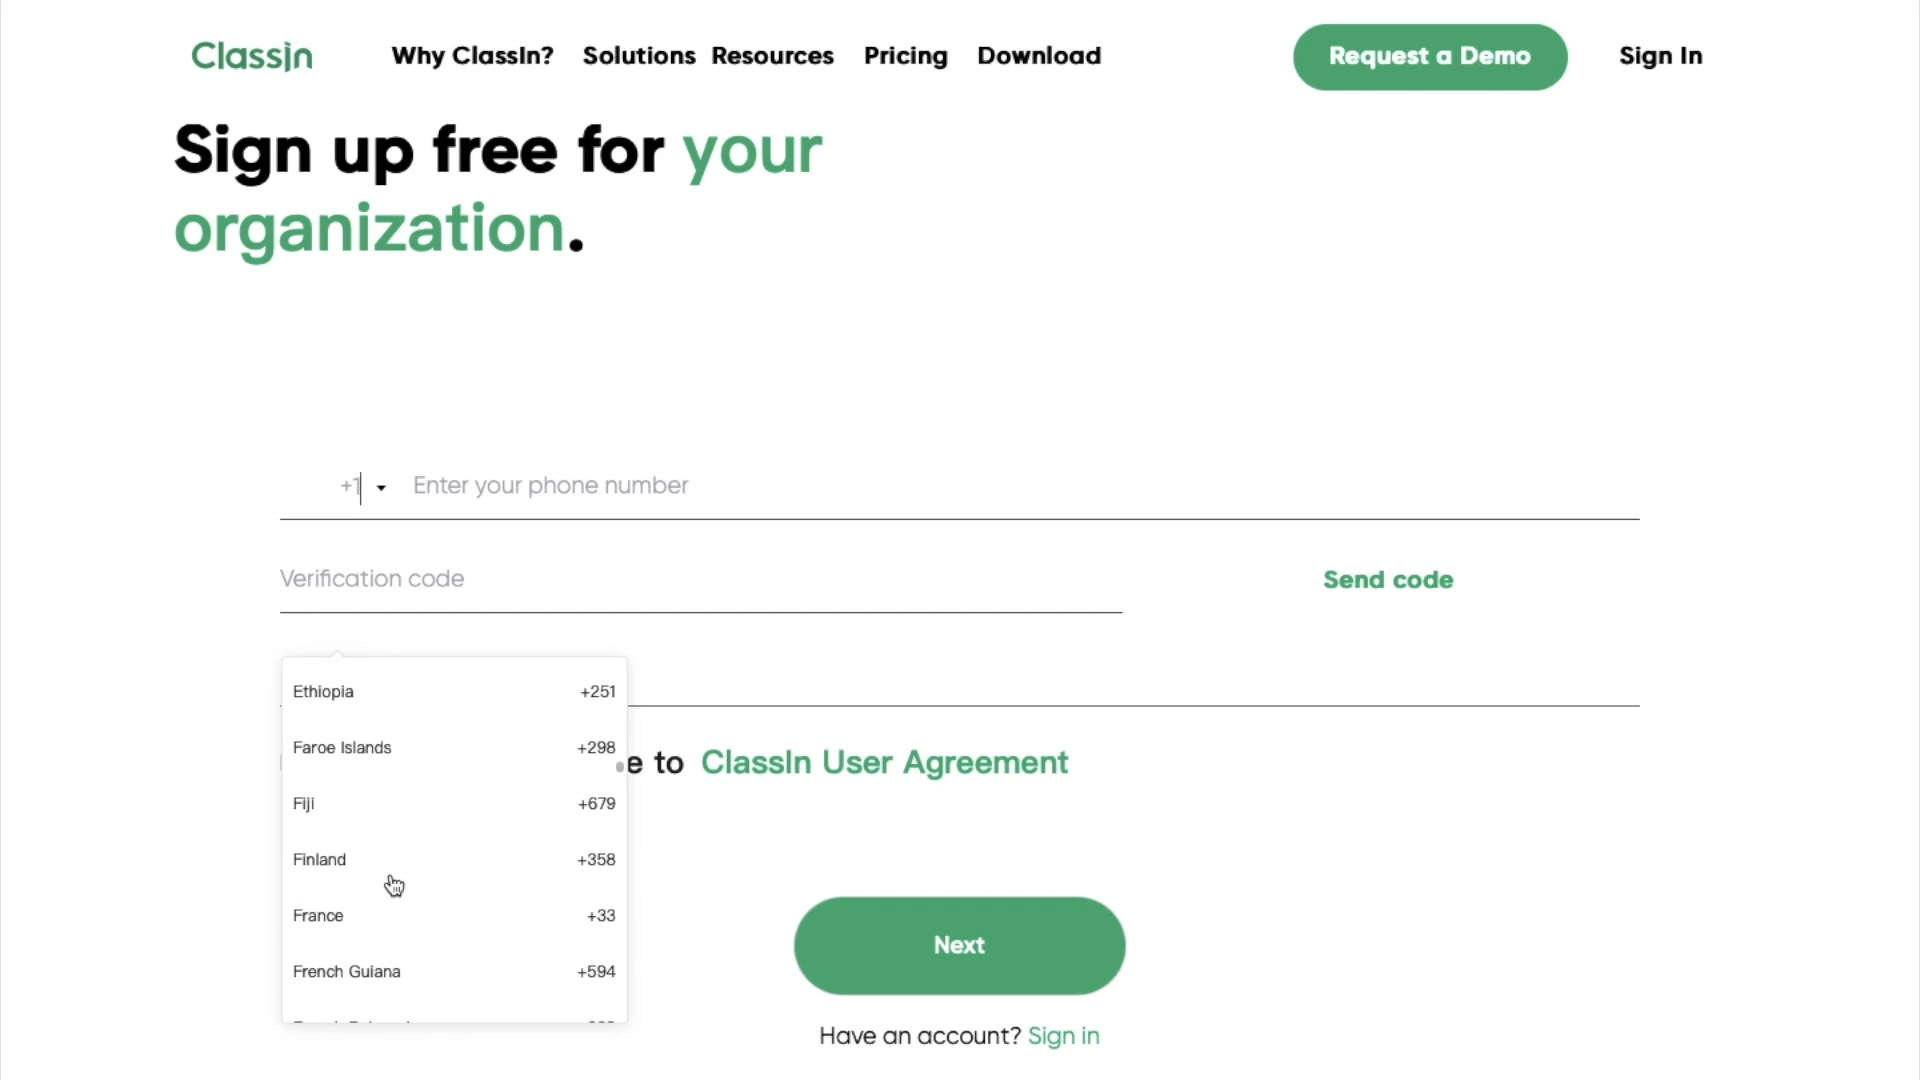 ClassIn
Why ClassIn? Solutions Resources Pricing Download Request a Demo Sign In
Sign up free for your
organization.
+1 Enter your phone number
Verification code Send code
Ethiopia +251
Faroe Islands +298
e to ClassIn User Agreement
Fiji +679
Finland +358
France +33
French Guiana +594
Next
Have an account? Sign in